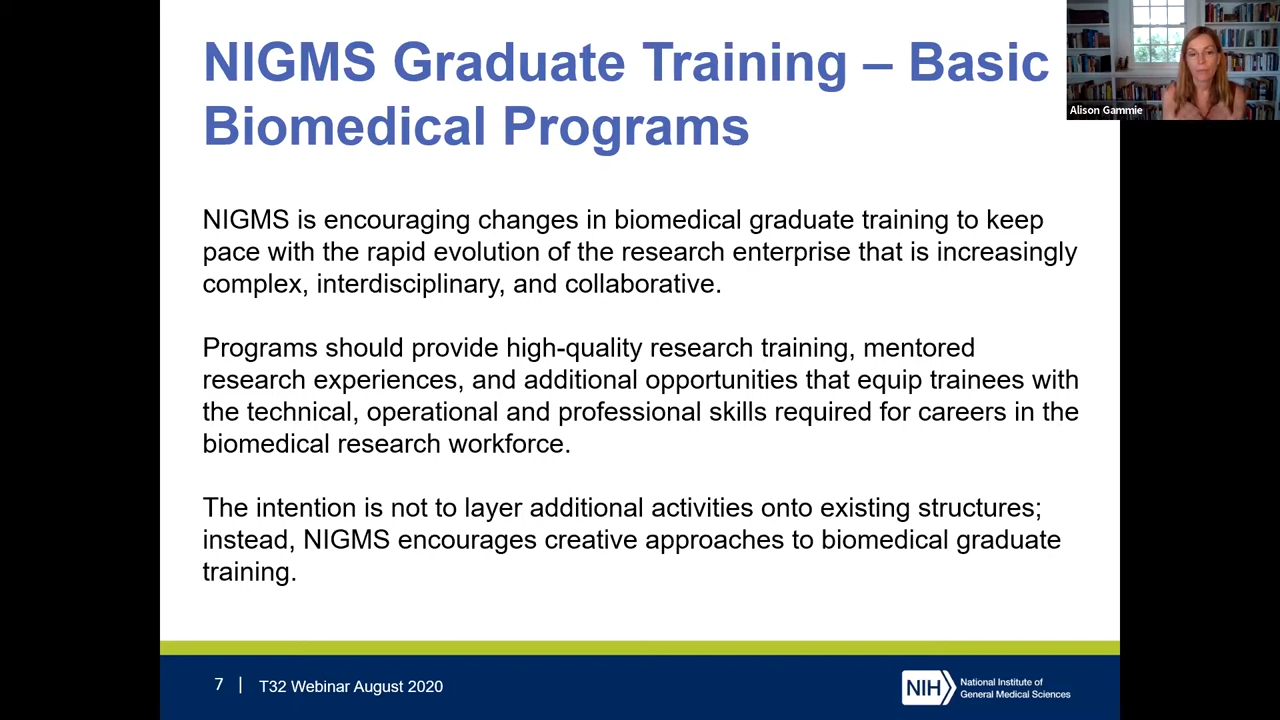 NIGMS Graduate Training – Basic
Biomedical Programs
Alison Gammie
NIGMS is encouraging changes in biomedical graduate training to keep
pace with the rapid evolution of the research enterprise that is increasingly
complex, interdisciplinary, and collaborative.
Programs should provide high-quality research training, mentored
research experiences, and additional opportunities that equip trainees with
the technical, operational and professional skills required for careers in the
biomedical research workforce.
The intention is not to layer additional activities onto existing structures;
instead, NIGMS encourages creative approaches to biomedical graduate
training.
7 | T32 Webinar August 2020
NIH
National Institute of
General Medical Sciences